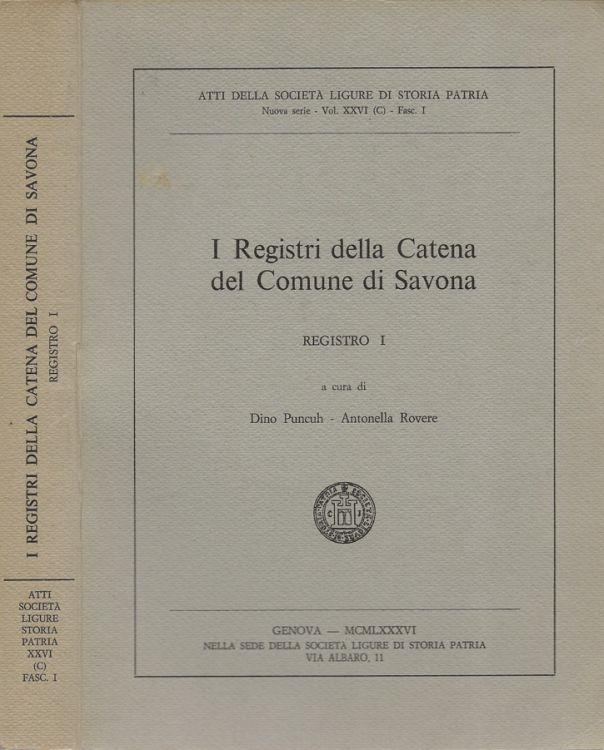 I REGISTRI DELLA CATENA DEL COMUNE DI SAVONA
REGISTRO I
ATTI
SOCIETÀ
LIGURE
STORIA
PATRIA
XXVI
(C)
FASC. I
ATTI DELLA SOCIETÀ LIGURE DI STORIA PATRIA
Nuova serie - Vol. XXVI (C) - Fasc. I
I Registri della Catena
del Comune di Savona
REGISTRO I
a cura di
Dino Puncuh - Antonella Rovere
GENOVA — MCMLXXXVI
NELLA SEDE DELLA SOCIETÀ LIGURE DI STORIA PATRIA
VIA ALBARO, 11